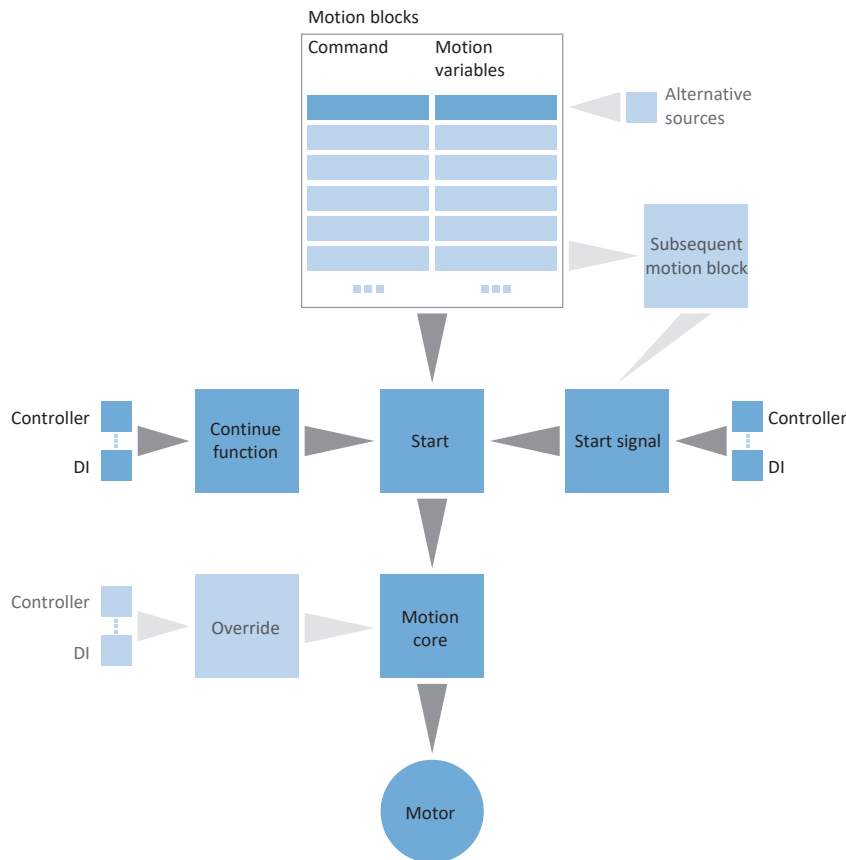 Motion blocks
Command
Motion
variables
Alternative
sources
Subsequent
motion block
Controller
DI
Continue
function
Start
Start signal
Controller
DI
Controller
DI
Override
Motion
core
Motor